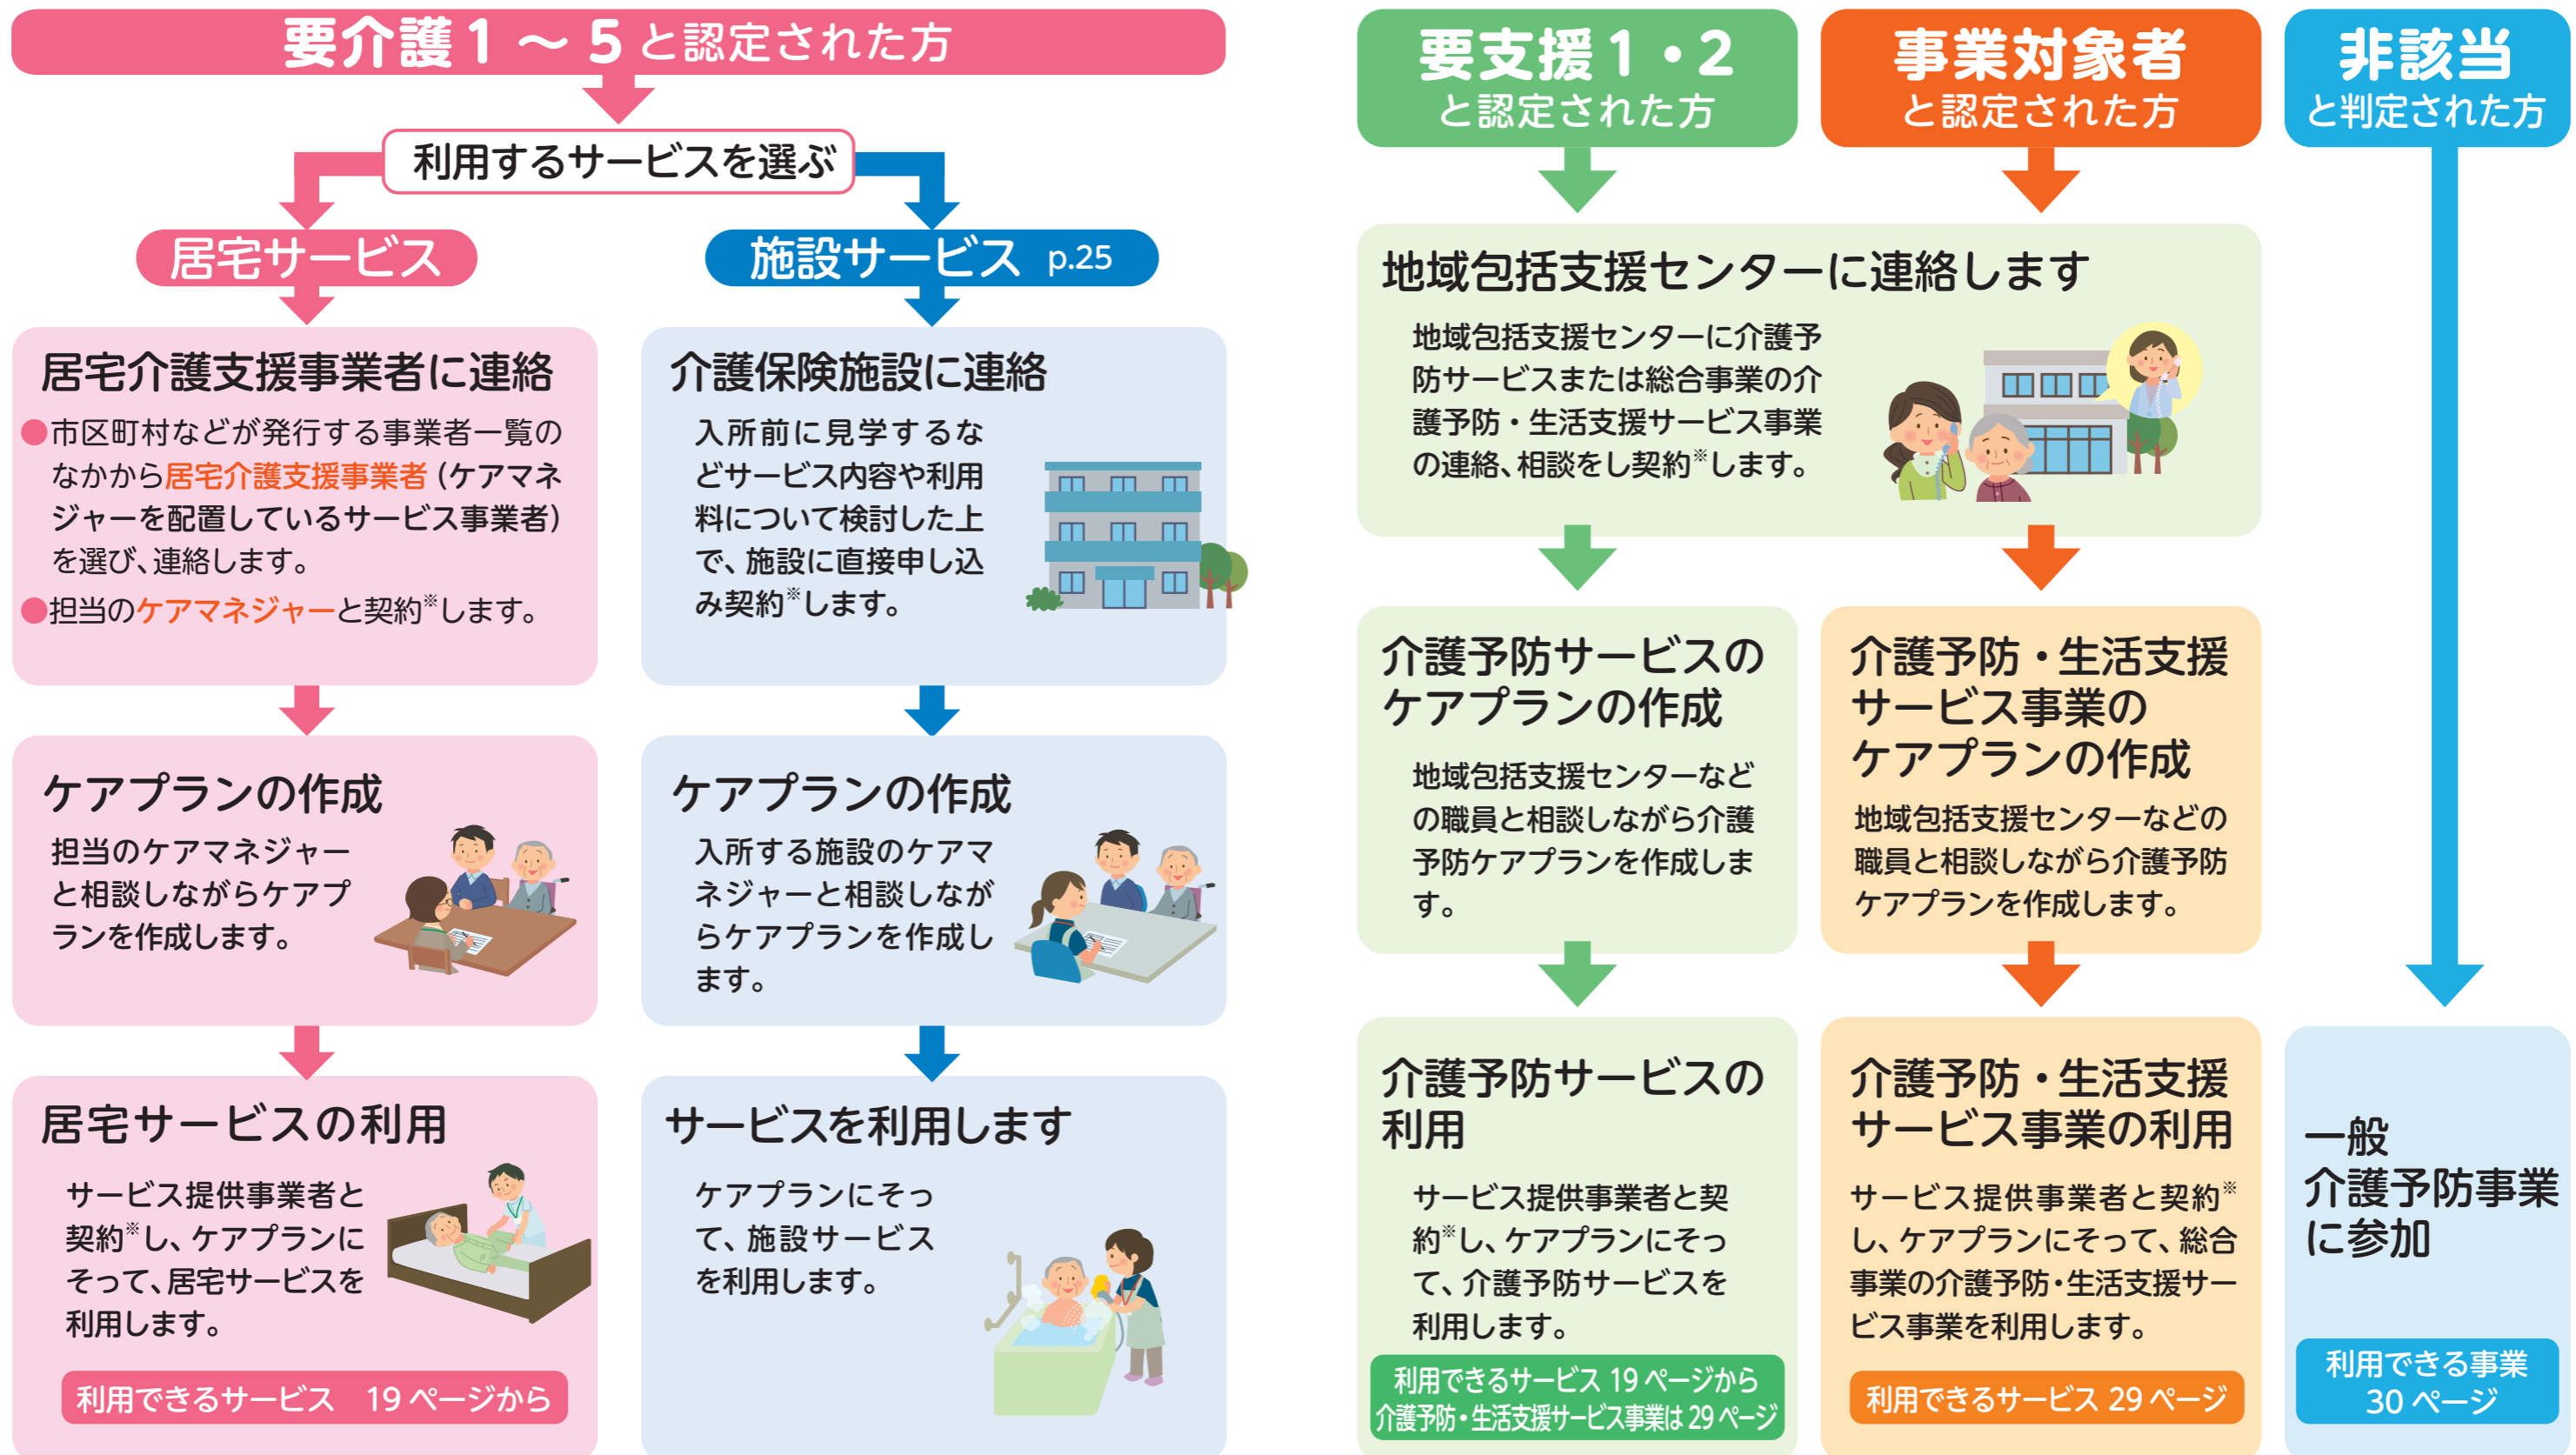 要介護1～5と認定された方
利用するサービスを選ぶ
居宅サービス
居宅介護支援事業者に連絡
●市区町村などが発行する事業者一覧の
なかから居宅介護支援事業者(ケアマネ
ジャーを配置しているサービス事業者)
を選び、連絡します。
●担当のケアマネジャーと契約※します。
ケアプランの作成
担当のケアマネジャー
と相談しながらケアプ
ランを作成します。
居宅サービスの利用
サービス提供事業者と
契約※し、ケアプランに
そって、居宅サービスを
利用します。
利用できるサービス 19ページから
施設サービス p.25
介護保険施設に連絡
入所前に見学するな
どサービス内容や利用
料について検討した上
で、施設に直接申し込
み契約※します。
ケアプランの作成
入所する施設のケアマ
ネジャーと相談しなが
らケアプランを作成し
ます。
サービスを利用します
ケアプランにそっ
て、施設サービス
を利用します。
要支援1・2
と認定された方
事業対象者
と認定された方
地域包括支援センターに連絡します
地域包括支援センターに介護予
防サービスまたは総合事業の介
護予防・生活支援サービス事業
の連絡、相談をし契約※します。
介護予防サービスの
ケアプランの作成
地域包括支援センターなど
の職員と相談しながら介護
予防ケアプランを作成しま
す。
介護予防サービスの
利用
サービス提供事業者と契
約※し、ケアプランにそっ
て、介護予防サービスを
利用します。
利用できるサービス 19ページから
介護予防・生活支援サービス事業は29ページ
介護予防・生活支援
サービス事業の
ケアプランの作成
地域包括支援センターなどの
職員と相談しながら介護予防
ケアプランを作成します。
介護予防・生活支援
サービス事業の利用
サービス提供事業者と契約※
し、ケアプランにそって、総合
事業の介護予防・生活支援サー
ビス事業を利用します。
利用できるサービス 29ページ
非該当
と判定された方
一般
介護予防事業
に参加
利用できる事業
30ページ